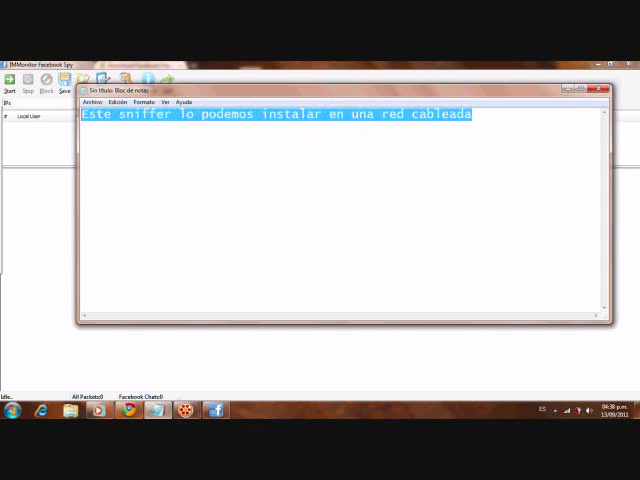 IMMonitor Facebook Spy
Start Stop Block Save
Sin título: Bloc de notas
Archivo Edición Formato Ver Ayuda
IPs
# Local User
Este sniffer lo podemos instalar en una red cableada
Idle..
All Packets:0 Facebook Chats:0
ES
04:38 p.m.
13/09/2011